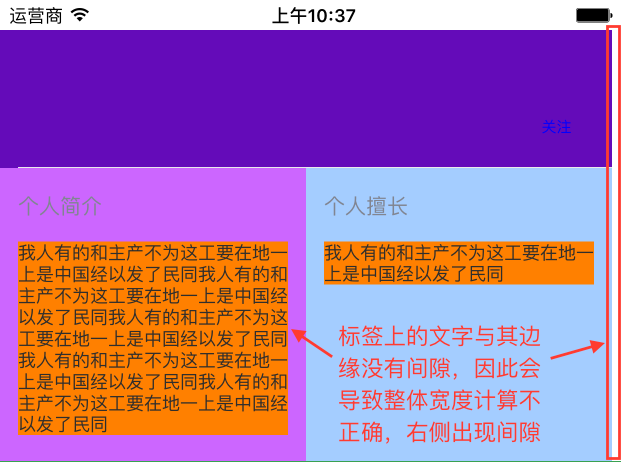 运营商 上午10:37
关注
个人简介
我人有的和主产不为这工要在地一
上是中国经以发了民同我人有的和
主产不为这工要在地一上是中国经
以发了民同我人有的和主产不为这
工要在地一上是中国经以发了民同
我人有的和主产不为这工要在地一
上是中国经以发了民同我人有的和
主产不为这工要在地一上是中国经
以发了民同
个人擅长
我人有的和主产不为这工要在地一
上是中国经以发了民同
标签上的文字与其边
缘没有间隙，因此会
导致整体宽度计算不
正确，右侧出现间隙